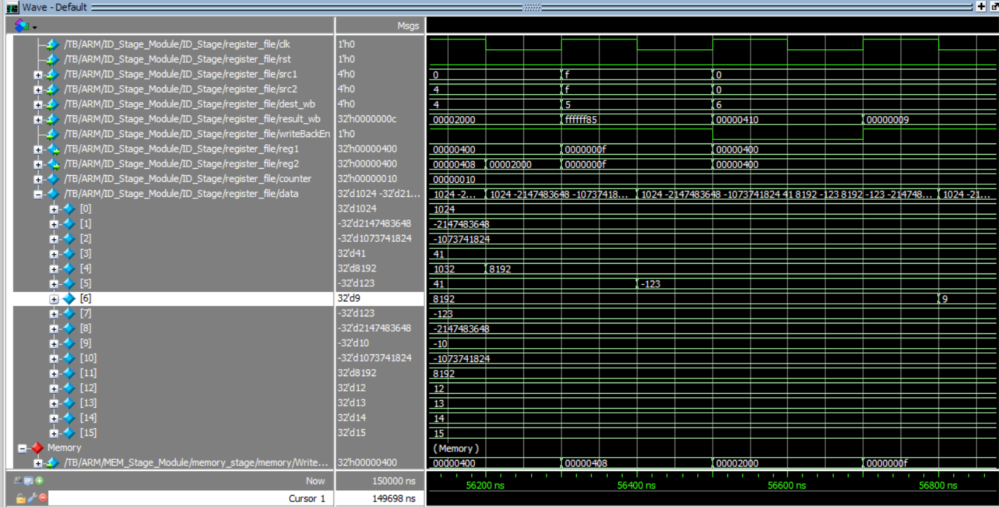 Wave - Default
Msgs
/TB/ARM/ID_Stage_Module/ID_Stage/register_file/clk 1'h0
/TB/ARM/ID_Stage_Module/ID_Stage/register_file/rst 1'h0
/TB/ARM/ID_Stage_Module/ID_Stage/register_file/src1 4'h0 0 f 0
/TB/ARM/ID_Stage_Module/ID_Stage/register_file/src2 4'h0 4 f 0
/TB/ARM/ID_Stage_Module/ID_Stage/register_file/dest_wb 4'h0 4 5 6
/TB/ARM/ID_Stage_Module/ID_Stage/register_file/result_wb 32'h0000000c 00002000 ffffff85 00000410 00000009
/TB/ARM/ID_Stage_Module/ID_Stage/register_file/writeBackEn 1'h0
/TB/ARM/ID_Stage_Module/ID_Stage/register_file/reg1 32'h00000400 00000400 0000000f 00000400
/TB/ARM/ID_Stage_Module/ID_Stage/register_file/reg2 32'h00000400 00000408 00002000 0000000f 00000400
/TB/ARM/ID_Stage_Module/ID_Stage/register_file/counter 32'h00000010 00000010
/TB/ARM/ID_Stage_Module/ID_Stage/register_file/data 32'd1024 -32'd21... 1024 -2... 1024 -2147483648 -10737418... 1024 -2147483648 -1073741824 41 8192 -123 8192 -123 -214748... 1024 -21...
[0] 32'd1024 1024
[1] -32'd2147483648 -2147483648
[2] -32'd1073741824 -1073741824
[3] 32'd41 41
[4] 32'd8192 1032 8192
[5] -32'd123 41 -123
[6] 32'd9 8192 9
[7] -32'd123 -123
[8] -32'd2147483648 -2147483648
[9] -32'd10 -10
[10] -32'd1073741824 -1073741824
[11] 32'd8192 8192
[12] 32'd12 12
[13] 32'd13 13
[14] 32'd14 14
[15] 32'd15 15
Memory (Memory)
/TB/ARM/MEM_Stage_Module/memory_stage/memory/Write... 32'h00000400 00000400 00000408 00002000 0000000f
Now 150000 ns 56200 ns 56400 ns 56600 ns 56800 ns
Cursor 1 149698 ns